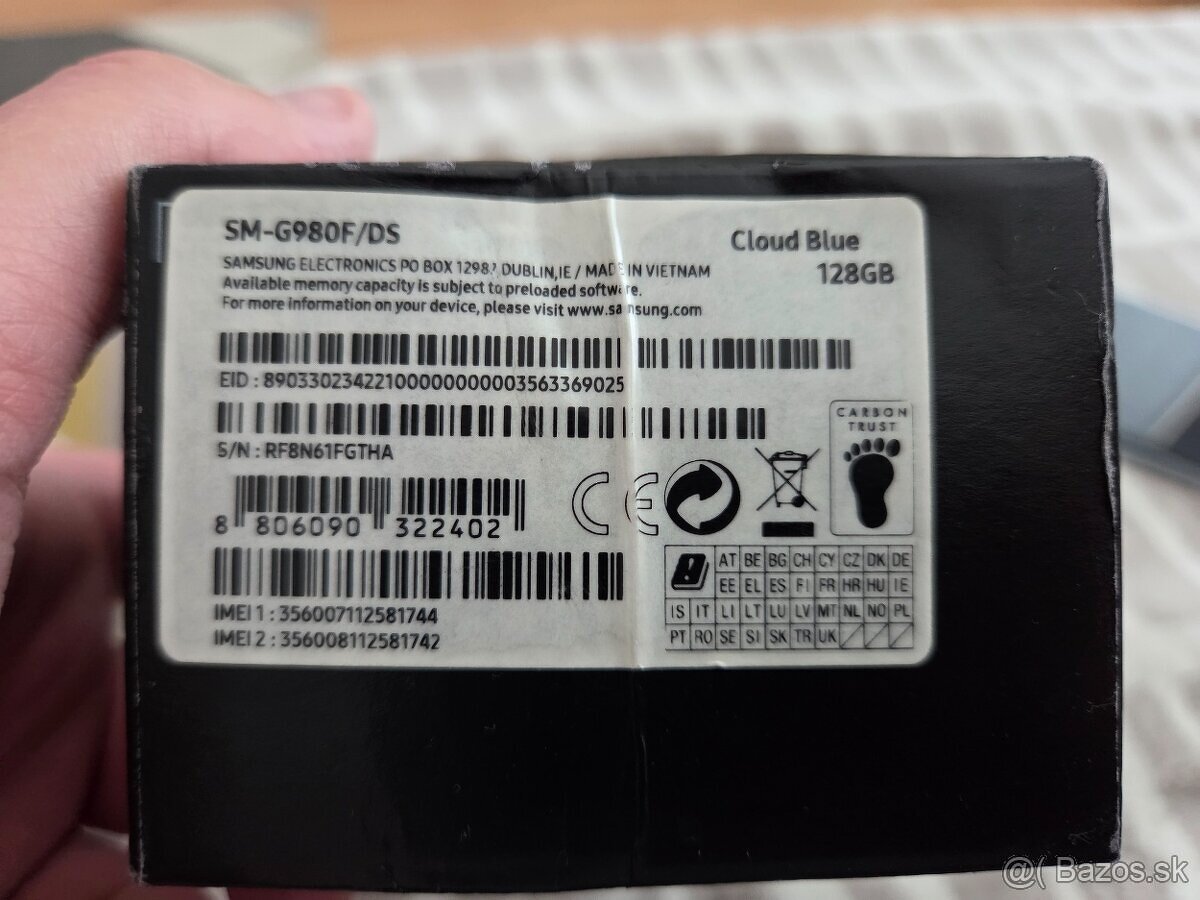 SM-G980F/DS
Cloud Blue
128GB
SAMSUNG ELECTRONICS PO BOX 12987, DUBLIN,IE / MADE IN VIETNAM
Available memory capacity is subject to preloaded software.
For more information on your device, please visit www.samsung.com
EID : 89033023422100000000003563369025
S/N : RF8N61FGTHA
CARBON
TRUST
8 806090 322402
CE
IMEI 1 : 356007112581744
IMEI 2 : 356008112581742
AT BE BG CH CY CZ DK DE
EE EL ES FI FR HR HU IE
IS IT LI LT LU LV MT NL NO PL
PT RO SE SI SK TR UK
@( Bazos.sk